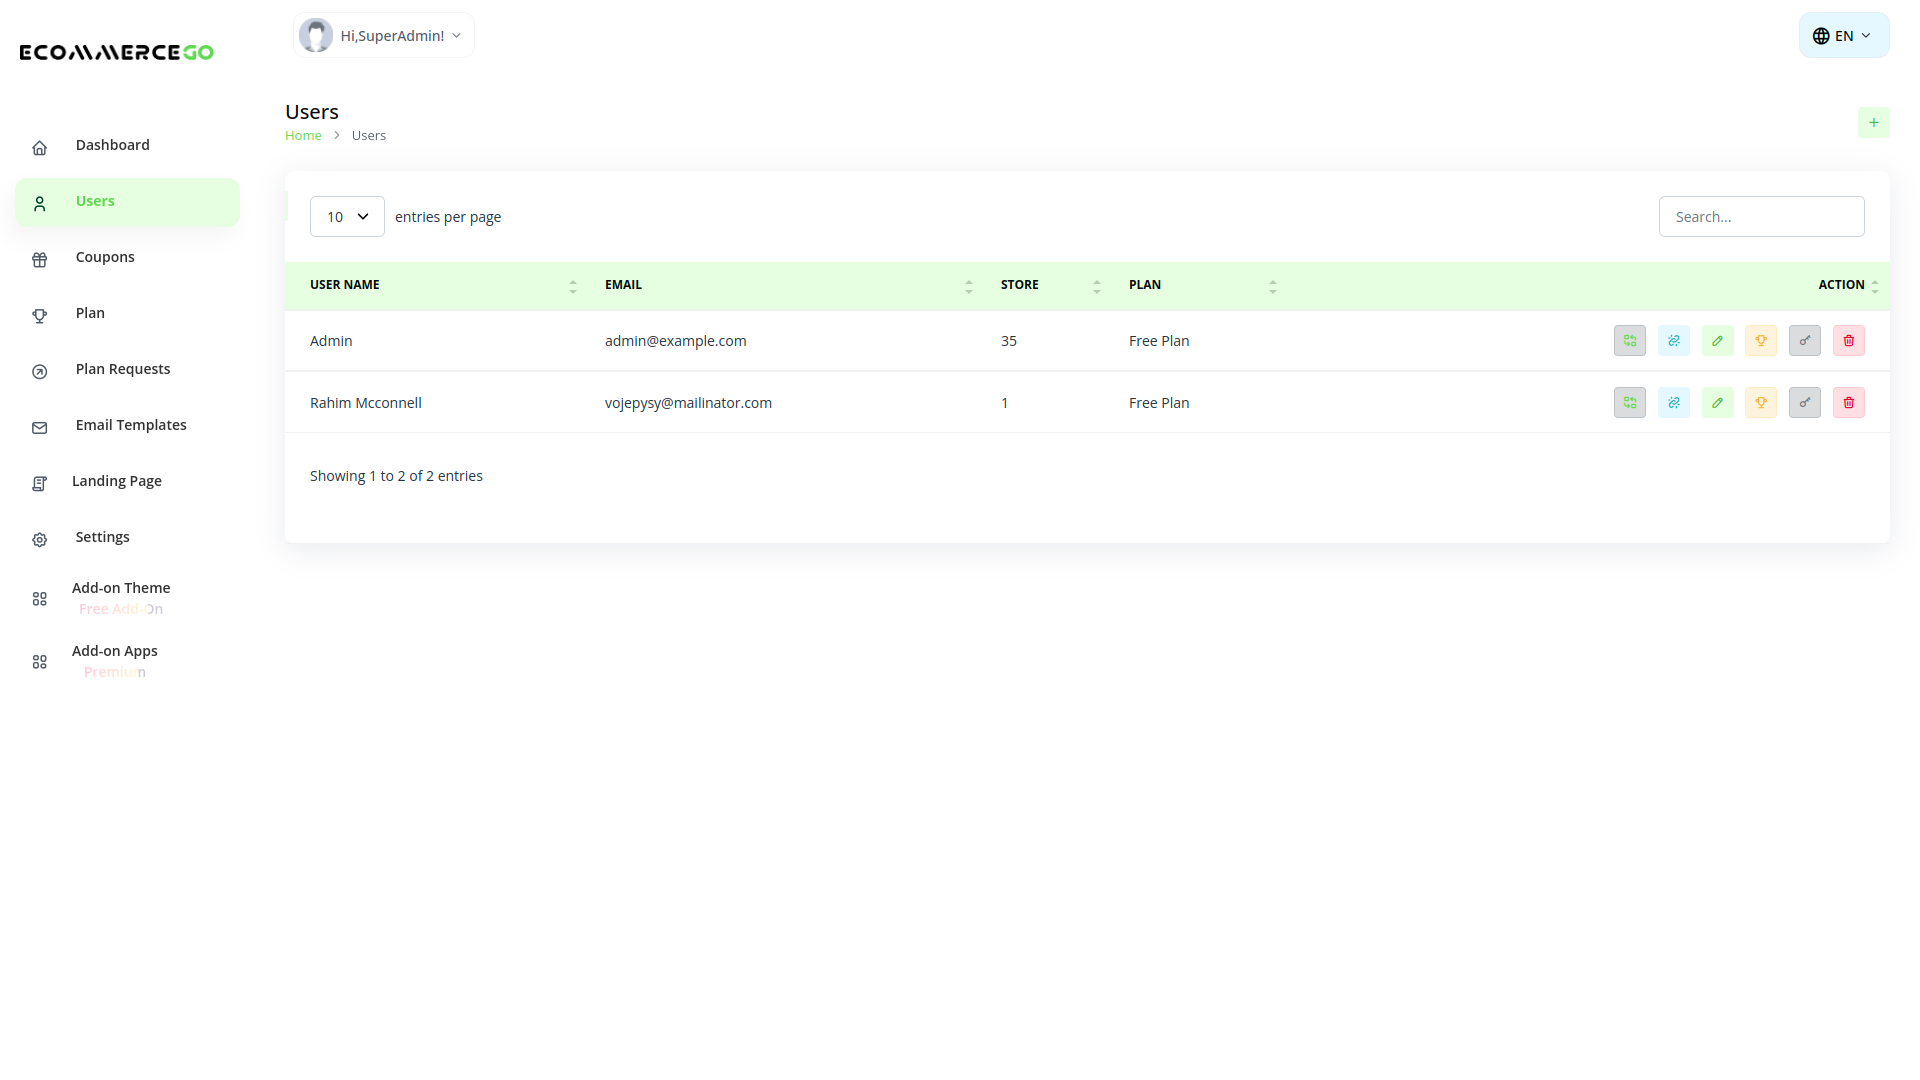 ECOMMERCEGO
Hi,SuperAdmin!
EN
Dashboard
Users
Coupons
Plan
Plan Requests
Email Templates
Landing Page
Settings
Add-on Theme
Free Add-On
Add-on Apps
Premium
Users
Home > Users
+
10 entries per page
Search...
USER NAME EMAIL STORE PLAN ACTION
Admin admin@example.com 35 Free Plan
Rahim Mcconnell vojepysy@mailinator.com 1 Free Plan
Showing 1 to 2 of 2 entries